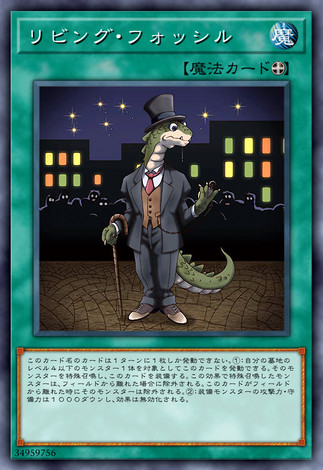 リビング・フォッシル
魔
【魔法カード】
このカード名のカードは１ターンに１枚しか発動できない。①：自分の墓地の
レベル４以下のモンスター１体を対象としてこのカードを発動できる。そのモ
ンスターを特殊召喚し、このカードを装備する。この効果で特殊召喚したモン
スターは、フィールドから離れた場合に除外される。このカードがフィールド
から離れた時にそのモンスターは除外される。②：装備モンスターの攻撃力・守
備力は１０００ダウンし、効果は無効化される。
34959756